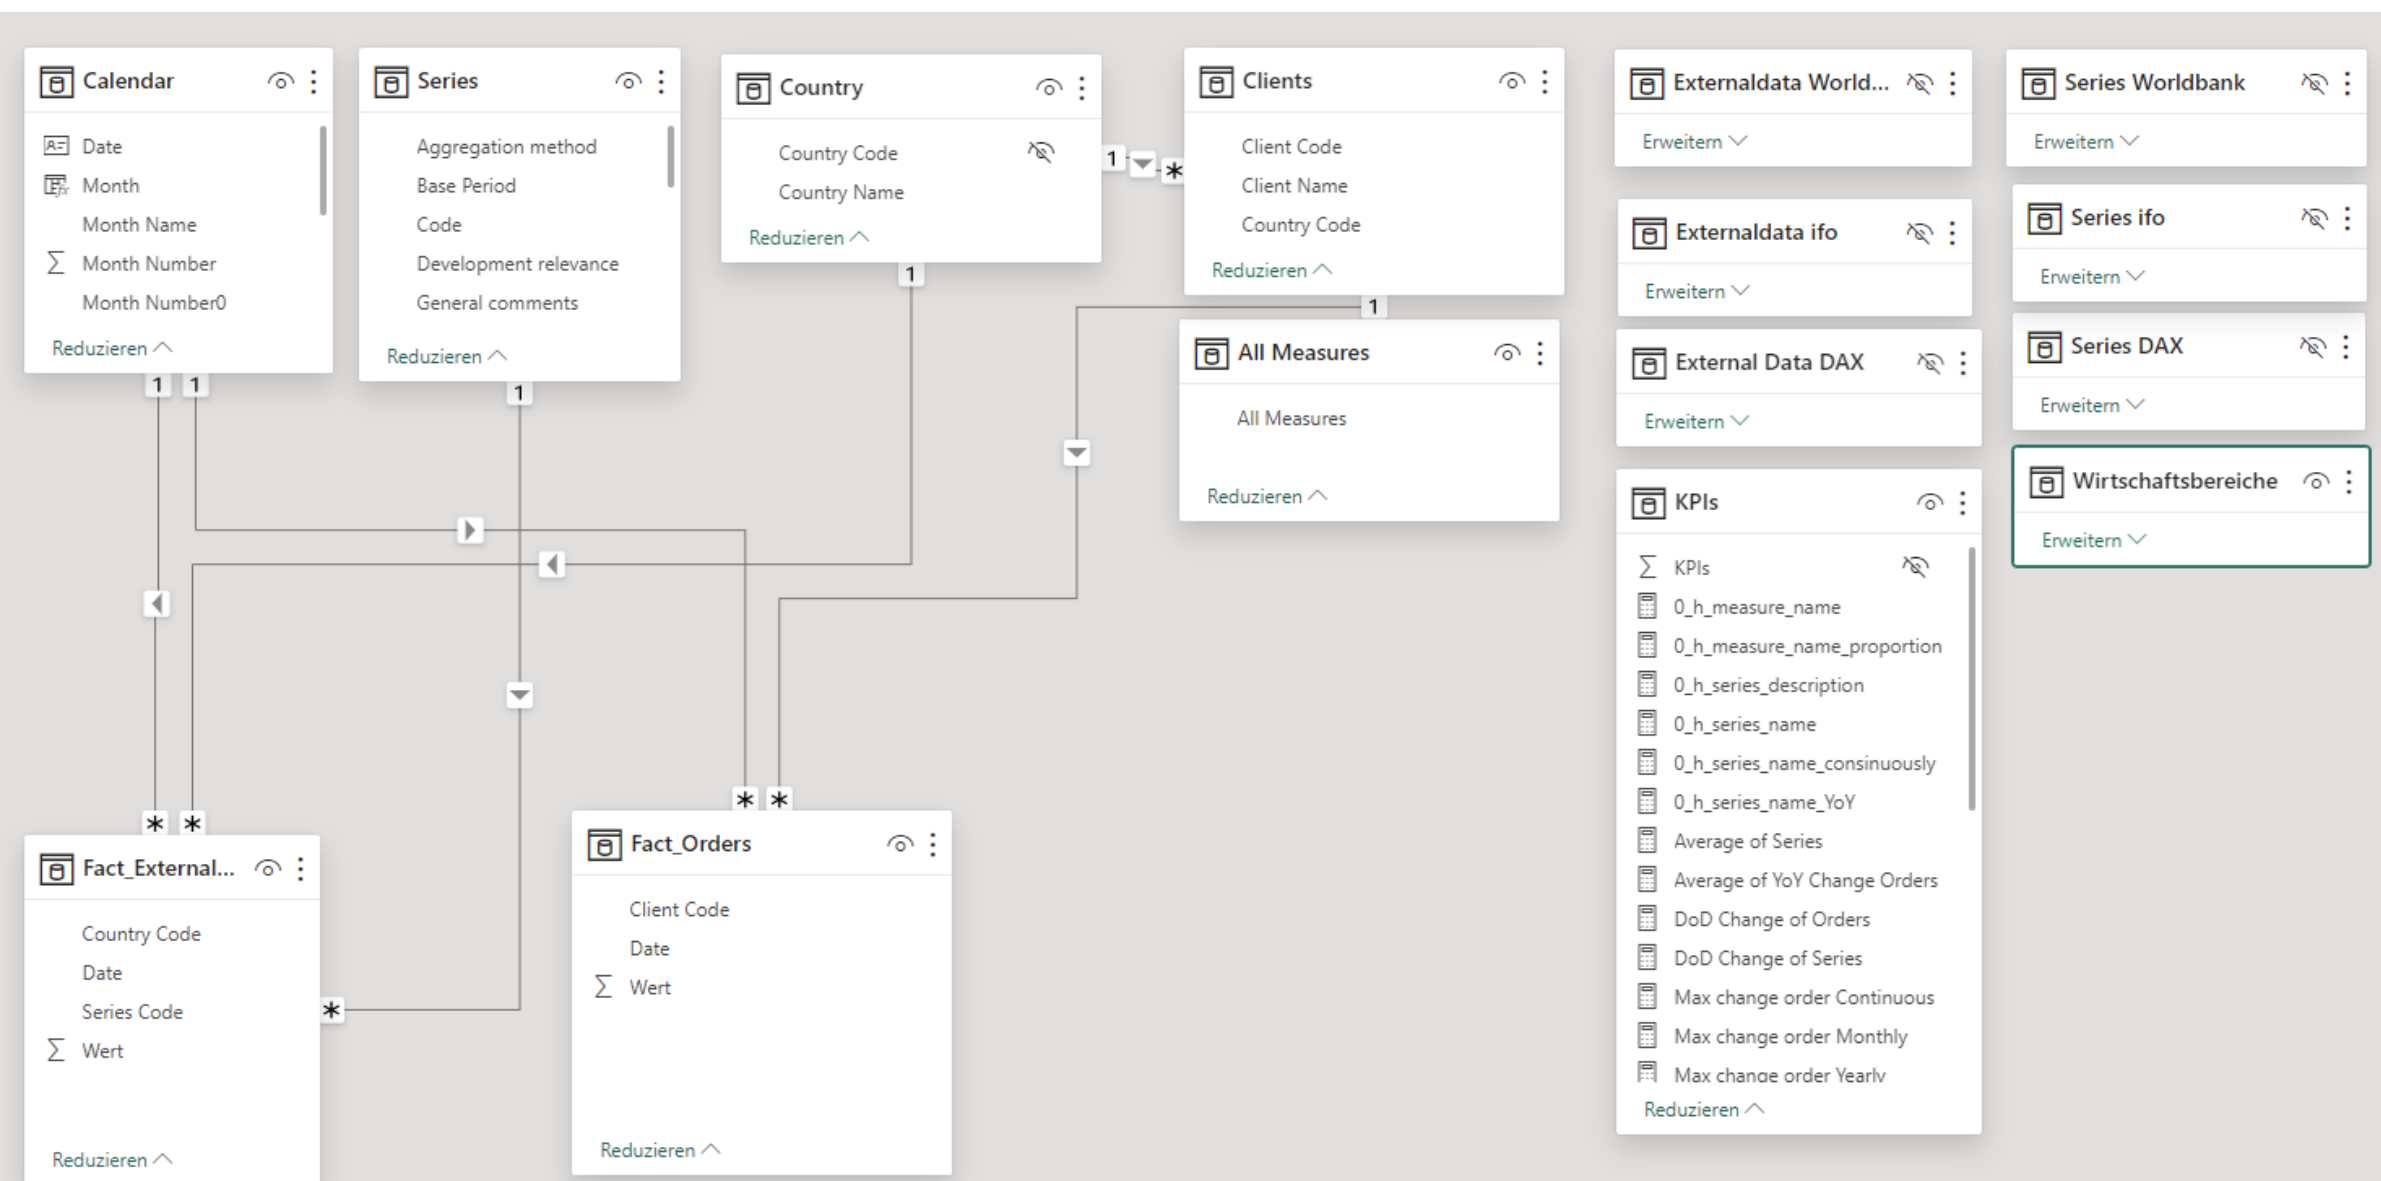 Calendar
Date
Month
Month Name
Month Number
Month Number0
Reduzieren
1
1
Series
Aggregation method
Base Period
Code
Development relevance
General comments
Reduzieren
1
Country
Country Code
Country Name
Reduzieren
1
1
*
Clients
Client Code
Client Name
Country Code
Reduzieren
1
All Measures
All Measures
Reduzieren
Externaldata World...
Erweitern
Externaldata ifo
Erweitern
External Data DAX
Erweitern
KPIs
KPIs
0_h_measure_name
0_h_measure_name_proportion
0_h_series_description
0_h_series_name
0_h_series_name_consinuously
0_h_series_name_YoY
Average of Series
Average of YoY Change Orders
DoD Change of Orders
DoD Change of Series
Max change order Continuous
Max change order Monthly
Max change order Yearly
Reduzieren
Series Worldbank
Erweitern
Series ifo
Erweitern
Series DAX
Erweitern
Wirtschaftsbereiche
Erweitern
* *
Fact_External...
Country Code
Date
Series Code
Σ Wert
Reduzieren
*
* *
Fact_Orders
Client Code
Date
Σ Wert
Reduzieren